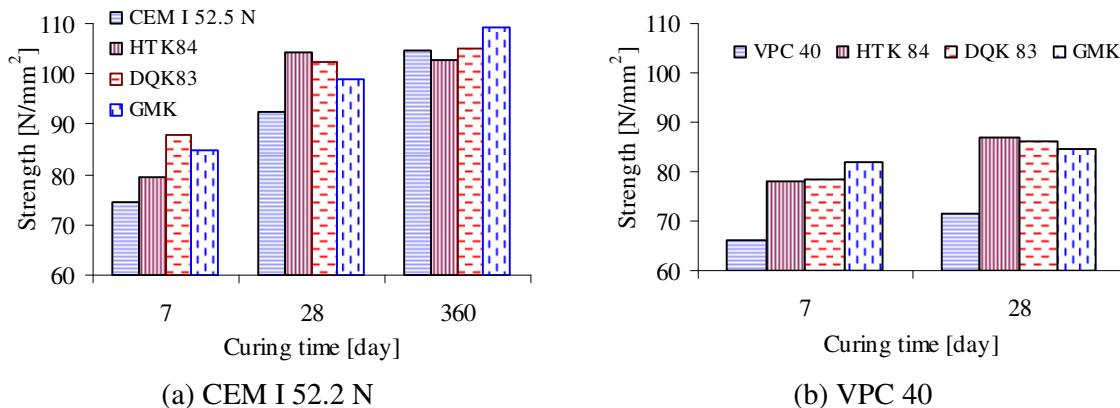 110
100
90
80
70
60
Strength [N/mm²]
CEM I 52.5 N
HTK84
DQK83
GMK
7 28 360
Curing time [day]
(a) CEM I 52.2 N
110
100
90
80
70
60
Strength [N/mm²]
VPC 40 HTK 84 DQK 83 GMK
7 28
Curing time [day]
(b) VPC 40